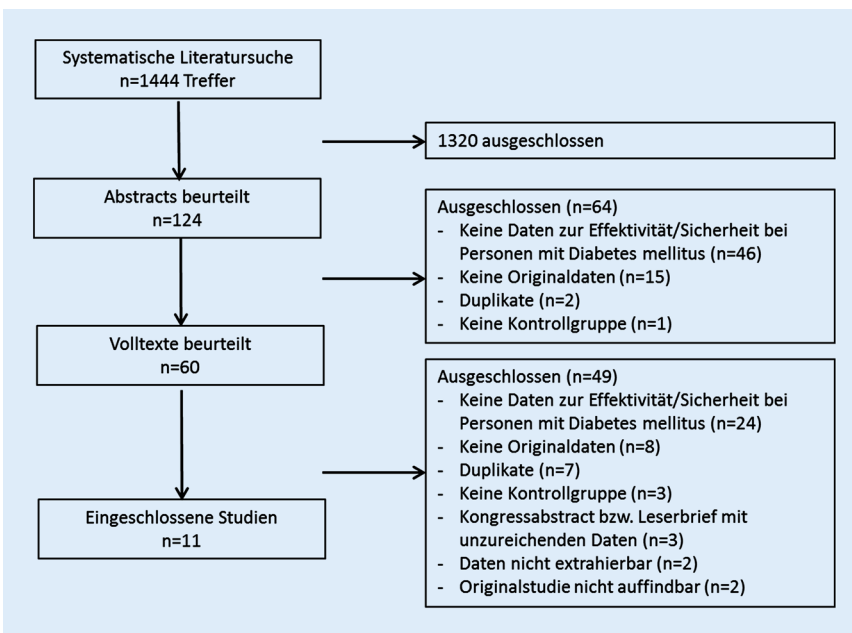 Systematische Literatursuche
n=1444 Treffer
1320 ausgeschlossen
Abstracts beurteilt
n=124
Ausgeschlossen (n=64)
- Keine Daten zur Effektivität/Sicherheit bei
Personen mit Diabetes mellitus (n=46)
- Keine Originaldaten (n=15)
- Duplikate (n=2)
- Keine Kontrollgruppe (n=1)
Volltexte beurteilt
n=60
Ausgeschlossen (n=49)
- Keine Daten zur Effektivität/Sicherheit bei
Personen mit Diabetes mellitus (n=24)
- Keine Originaldaten (n=8)
- Duplikate (n=7)
- Keine Kontrollgruppe (n=3)
- Kongressabstract bzw. Leserbrief mit
unzureichenden Daten (n=3)
- Daten nicht extrahierbar (n=2)
- Originalstudie nicht auffindbar (n=2)
Eingeschlossene Studien
n=11